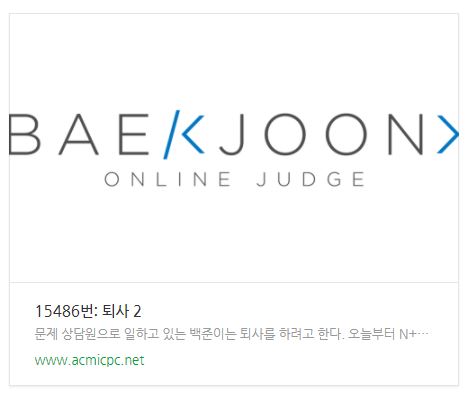 BAEKJOON>
ONLINE JUDGE
15486번: 퇴사 2
문제 상담원으로 일하고 있는 백준이는 퇴사를 하려고 한다. 오늘부터 N+…
www.acmicpc.net